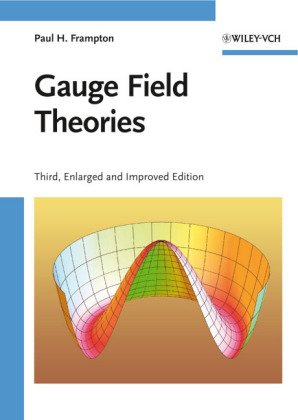 Paul H. Frampton
WILEY-VCH
Gauge Field
Theories
Third, Enlarged and Improved Edition